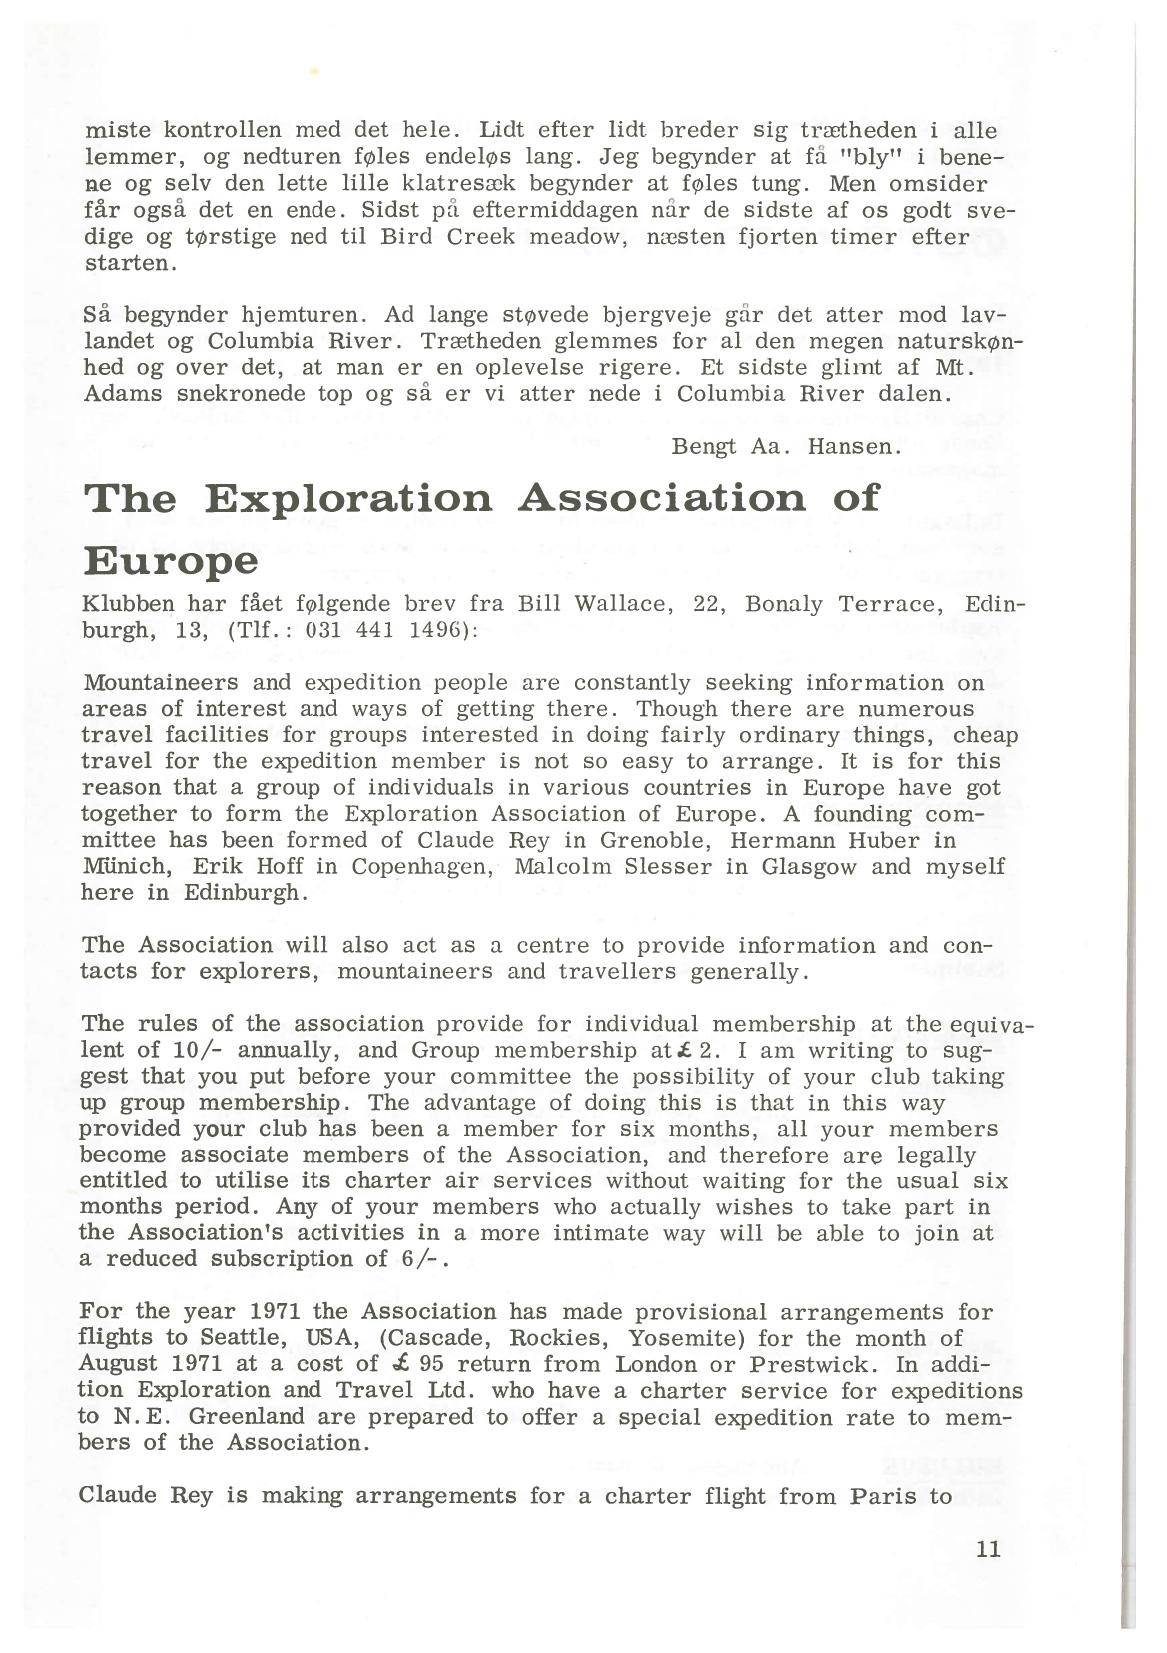 miste kontrollen med det hele. Lidt efter lidt breder sig trætheden i alle
lemmer, og nedturen føles endeløs lang. Jeg begynder at få "bly" i bene-
ne og selv den lette lille klatresæk begynder at føles tung. Men omsider
får også det en ende. Sidst på eftermiddagen når de sidste af os godt sve-
dige og tørstige ned til Bird Creek meadow, næsten fjorten timer efter
starten.
Så begynder hjemturen. Ad lange støvede bjergveje går det atter mod lav-
landet og Columbia River. Trætheden glemmes for al den megen naturskøn-
hed og over det, at man er en oplevelse rigere. Et sidste glimt af Mt.
Adams snekronede top og så er vi atter nede i Columbia River dalen.
Bengt Aa. Hansen.
The Exploration Association of
Europe
Klubben har fået følgende brev fra Bill Wallace, 22, Bonaly Terrace, Edin-
burgh, 13, (Tlf.: 031 441 1496):
Mountaineers and expedition people are constantly seeking information on
areas of interest and ways of getting there. Though there are numerous
travel facilities for groups interested in doing fairly ordinary things, cheap
travel for the expedition member is not so easy to arrange. It is for this
reason that a group of individuals in various countries in Europe have got
together to form the Exploration Association of Europe. A founding com-
mittee has been formed of Claude Rey in Grenoble, Hermann Huber in
Münich, Erik Hoff in Copenhagen, Malcolm Slesser in Glasgow and myself
here in Edinburgh.
The Association will also act as a centre to provide information and con-
tacts for explorers, mountaineers and travellers generally.
The rules of the association provide for individual membership at the equiva-
lent of 10/- annually, and Group membership at £ 2. I am writing to sug-
gest that you put before your committee the possibility of your club taking
up group membership. The advantage of doing this is that in this way
provided your club has been a member for six months, all your members
become associate members of the Association, and therefore are legally
entitled to utilise its charter air services without waiting for the usual six
months period. Any of your members who actually wishes to take part in
the Association's activities in a more intimate way will be able to join at
a reduced subscription of 6/-.
For the year 1971 the Association has made provisional arrangements for
flights to Seattle, USA, (Cascade, Rockies, Yosemite) for the month of
August 1971 at a cost of £ 95 return from London or Prestwick. In addi-
tion Exploration and Travel Ltd. who have a charter service for expeditions
to N.E. Greenland are prepared to offer a special expedition rate to mem-
bers of the Association.
Claude Rey is making arrangements for a charter flight from Paris to
11